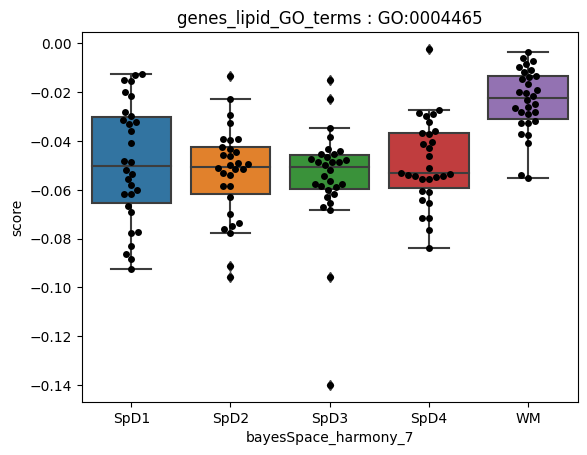 genes_lipid_GO_terms : GO:0004465
0.00
−0.02
−0.04
−0.06
−0.08
−0.10
−0.12
−0.14
score
SpD1 SpD2 SpD3 SpD4 WM
bayesSpace_harmony_7